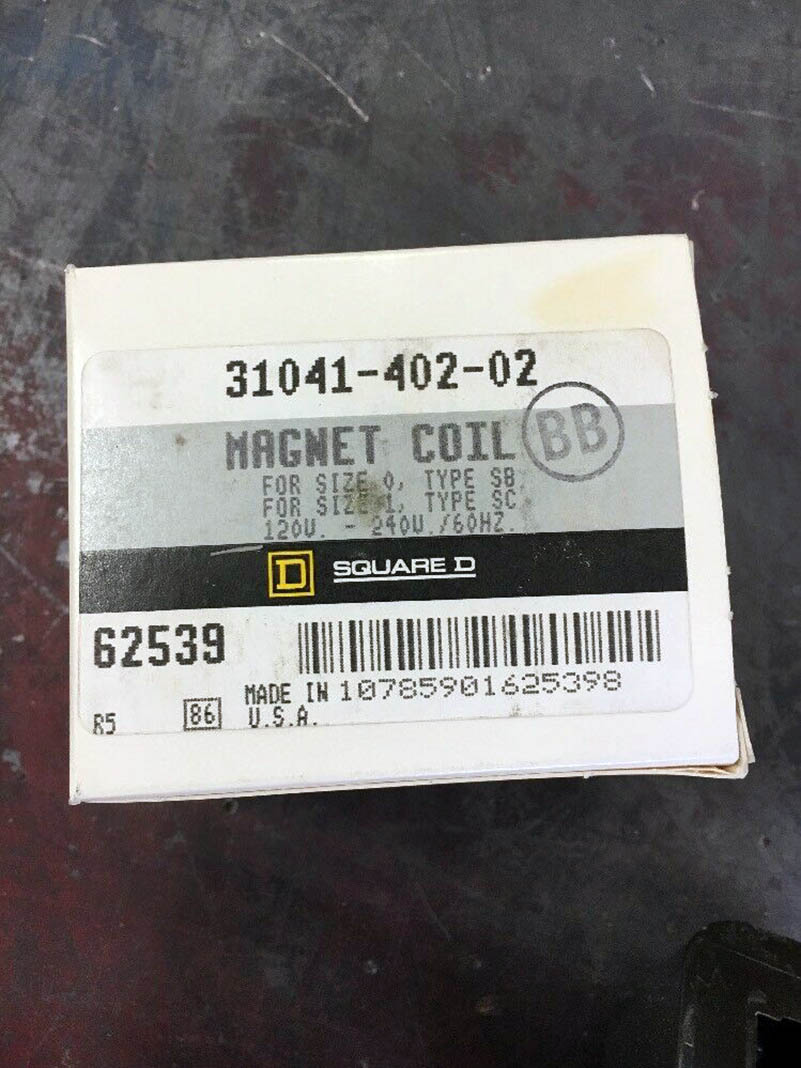 31041-402-02
MAGNET COIL
BB
FOR SIZE 0, TYPE SB,
FOR SIZE 1, TYPE SC,
120V. - 240V./60HZ.
D SQUARE D
62539
MADE IN 10785901625398
U.S.A.
R5 86